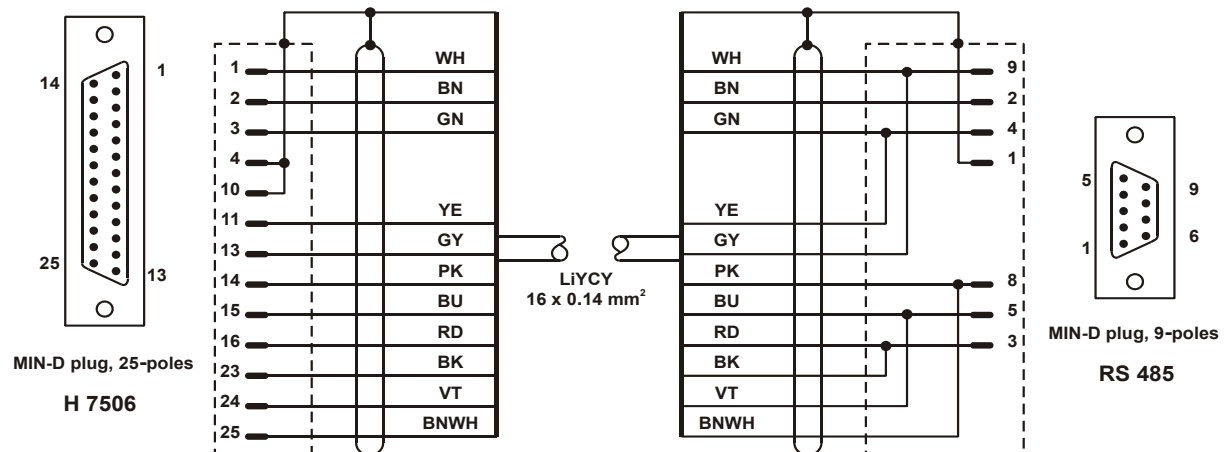 14
1
25
13
MIN-D plug, 25-poles
H 7506
1
2
3
4
10
11
13
14
15
16
23
24
25
WH
BN
GN
YE
GY
PK
BU
RD
BK
VT
BNWH
LiYCY
16 x 0.14 mm²
WH
BN
GN
YE
GY
PK
BU
RD
BK
VT
BNWH
9
2
4
1
8
5
3
5
9
1
6
MIN-D plug, 9-poles
RS 485